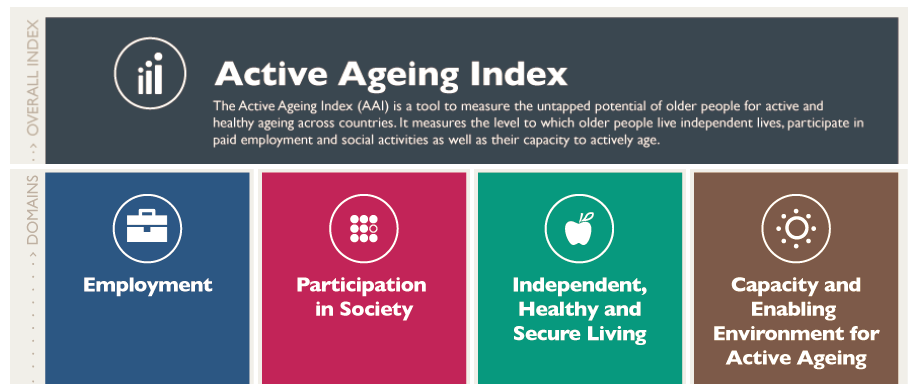 ··> OVERALL INDEX
Active Ageing Index
The Active Ageing Index (AAI) is a tool to measure the untapped potential of older people for active and
healthy ageing across countries. It measures the level to which older people live independent lives, participate in
paid employment and social activities as well as their capacity to actively age.
········> DOMAINS
Employment
Participation
in Society
Independent,
Healthy and
Secure Living
Capacity and
Enabling
Environment for
Active Ageing